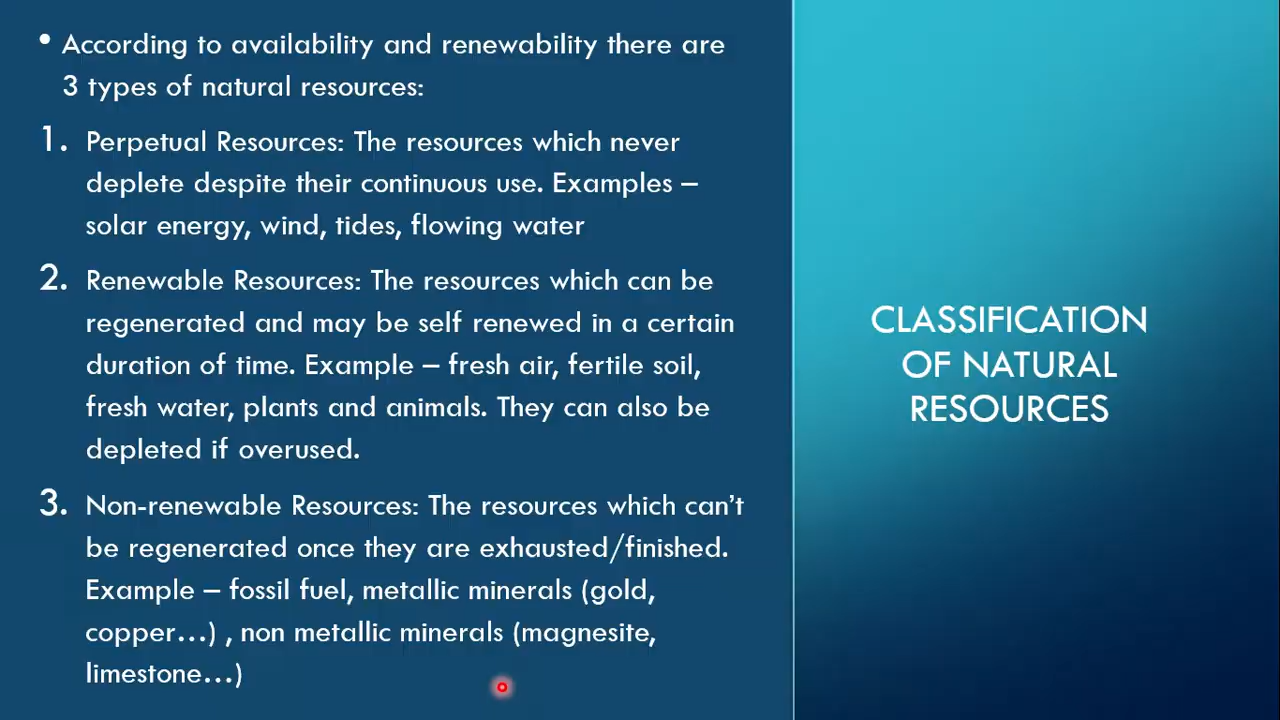 • According to availability and renewability there are
3 types of natural resources:
1. Perpetual Resources: The resources which never
deplete despite their continuous use. Examples –
solar energy, wind, tides, flowing water
2. Renewable Resources: The resources which can be
regenerated and may be self renewed in a certain
duration of time. Example – fresh air, fertile soil,
fresh water, plants and animals. They can also be
depleted if overused.
3. Non-renewable Resources: The resources which can’t
be regenerated once they are exhausted/finished.
Example – fossil fuel, metallic minerals (gold,
copper…) , non metallic minerals (magnesite,
limestone…)
CLASSIFICATION
OF NATURAL
RESOURCES